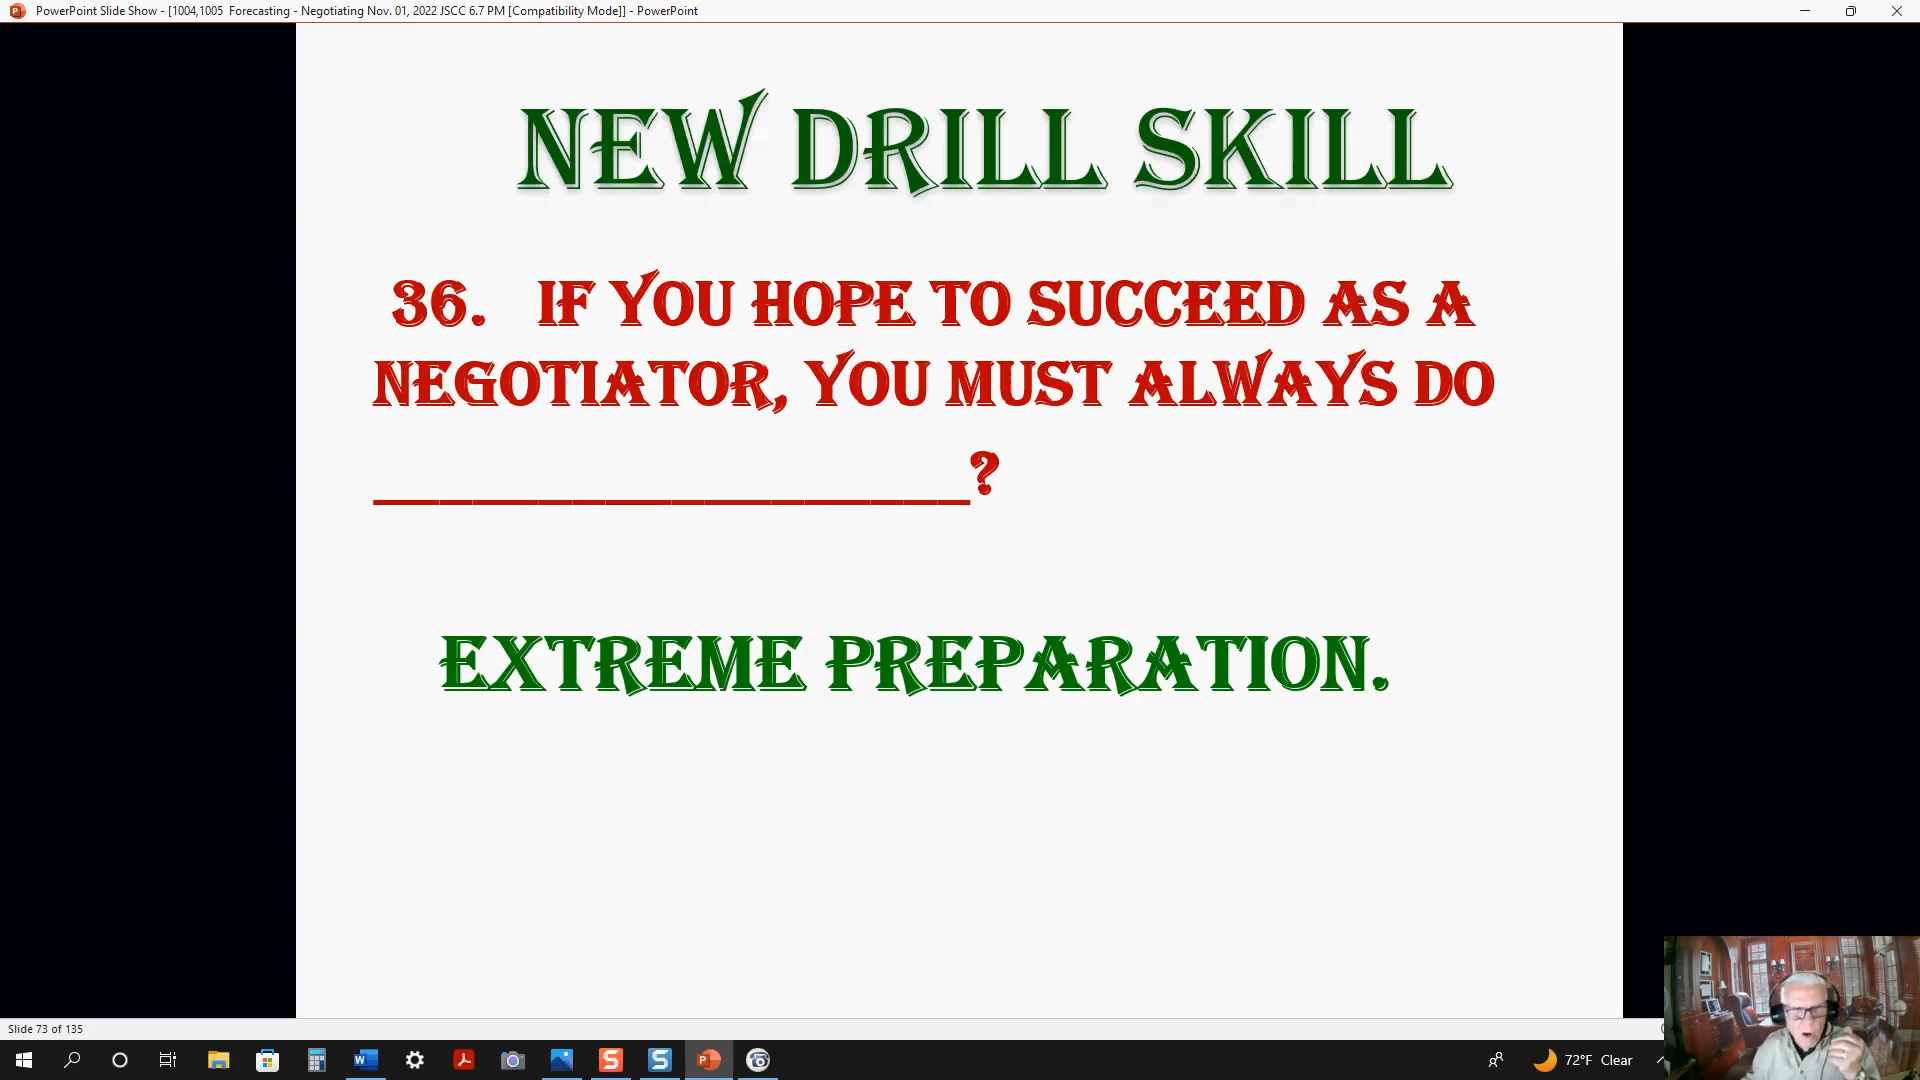 PowerPoint Slide Show - [1004,1005  Forecasting - Negotiating Nov. 01, 2022 JSCC 6.7 PM [Compatibility Mode]] - PowerPoint
NEW DRILL SKILL
36. IF YOU HOPE TO SUCCEED AS A
NEGOTIATOR, YOU MUST ALWAYS DO
__________________?
EXTREME PREPARATION.
Slide 73 of 135
72°F Clear